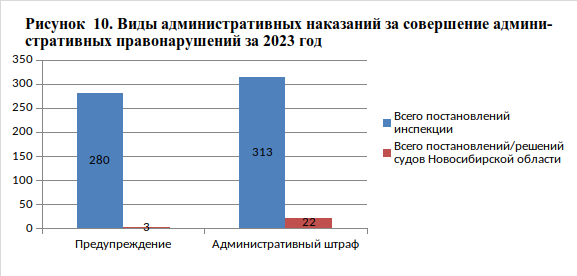 Рисунок  10. Виды административных наказаний за совершение админи-
стративных правонарушений за 2023 год
350
300
250
200
150
100
50
0
280
3
313
22
Предупреждение
Административный штраф
Всего постановлений
инспекции
Всего постановлений/решений
судов Новосибирской области